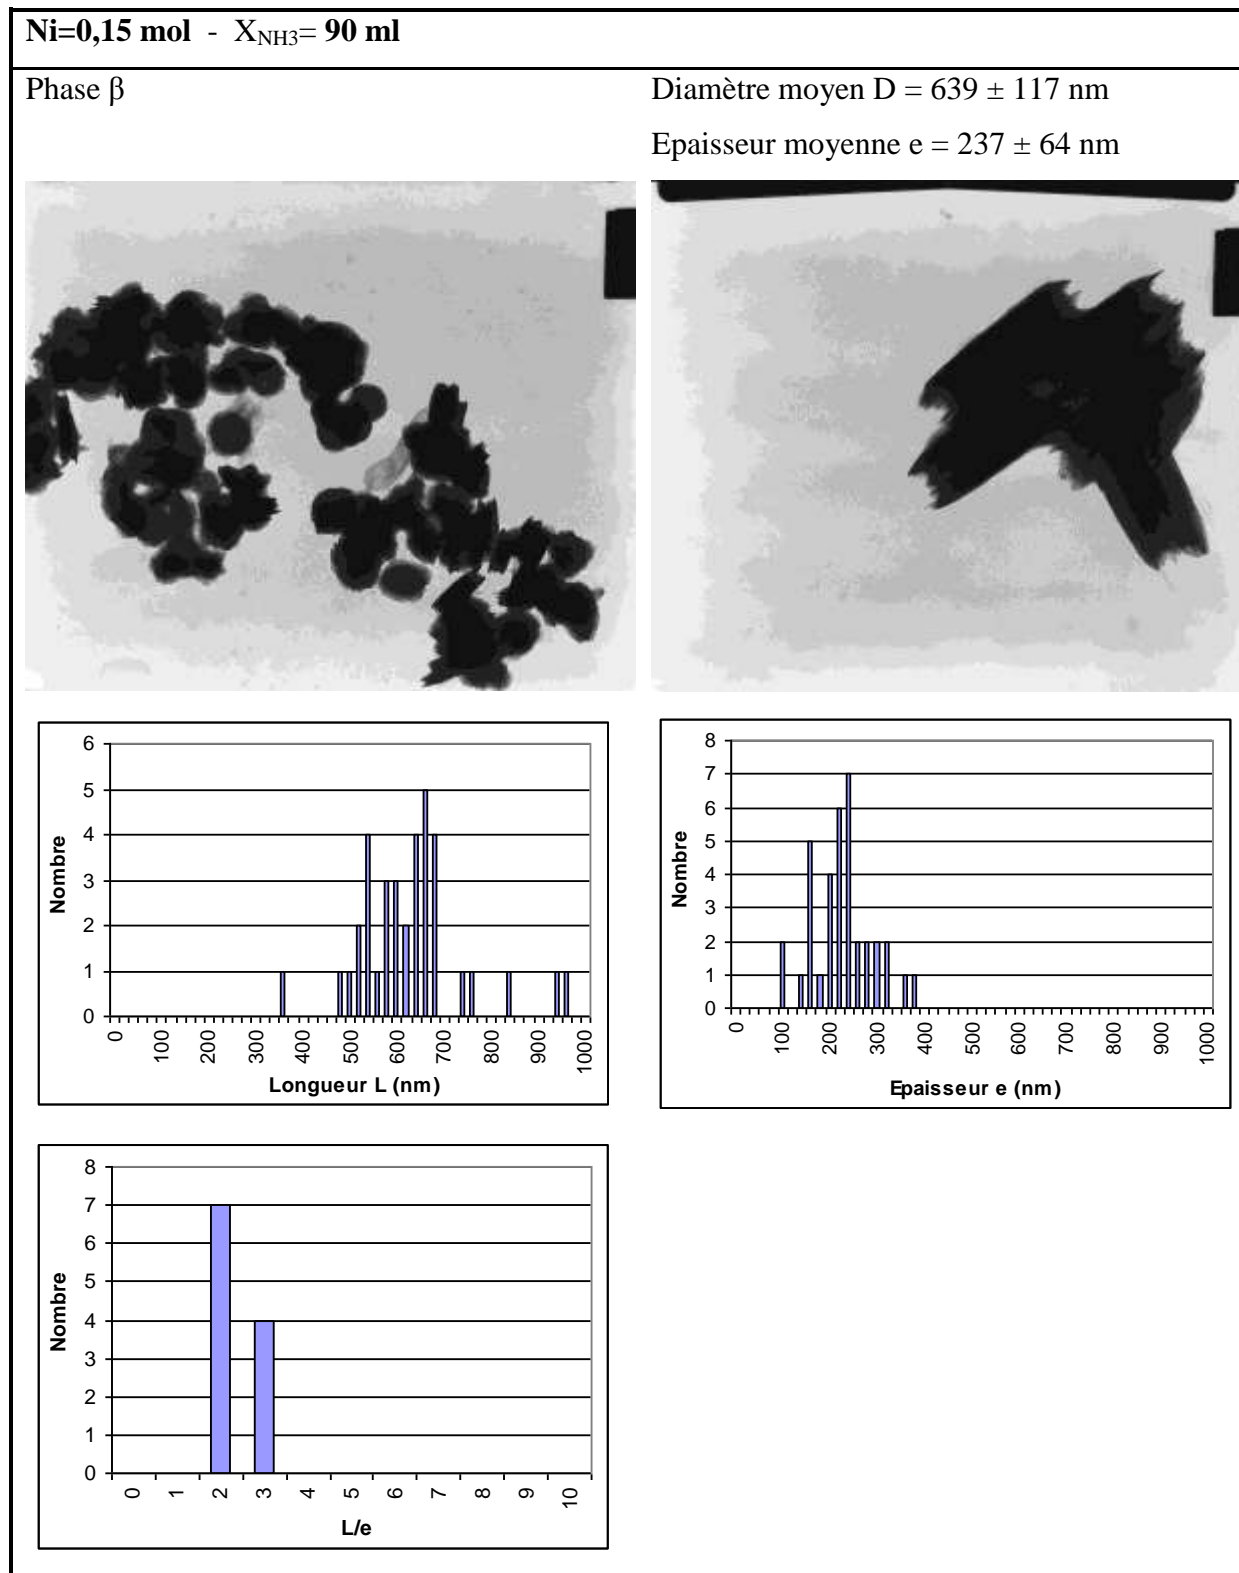 Ni=0,15 mol - XNH3= 90 ml
Phase β
Diamètre moyen D = 639 ± 117 nm
Epaisseur moyenne e = 237 ± 64 nm
6
5
4
3
2
1
0
Nombre
0 100 200 300 400 500 600 700 800 900 1000
Longueur L (nm)
8
7
6
5
4
3
2
1
0
Nombre
0 100 200 300 400 500 600 700 800 900 1000
Epaisseur e (nm)
8
7
6
5
4
3
2
1
0
Nombre
0 1 2 3 4 5 6 7 8 9 10
L/e